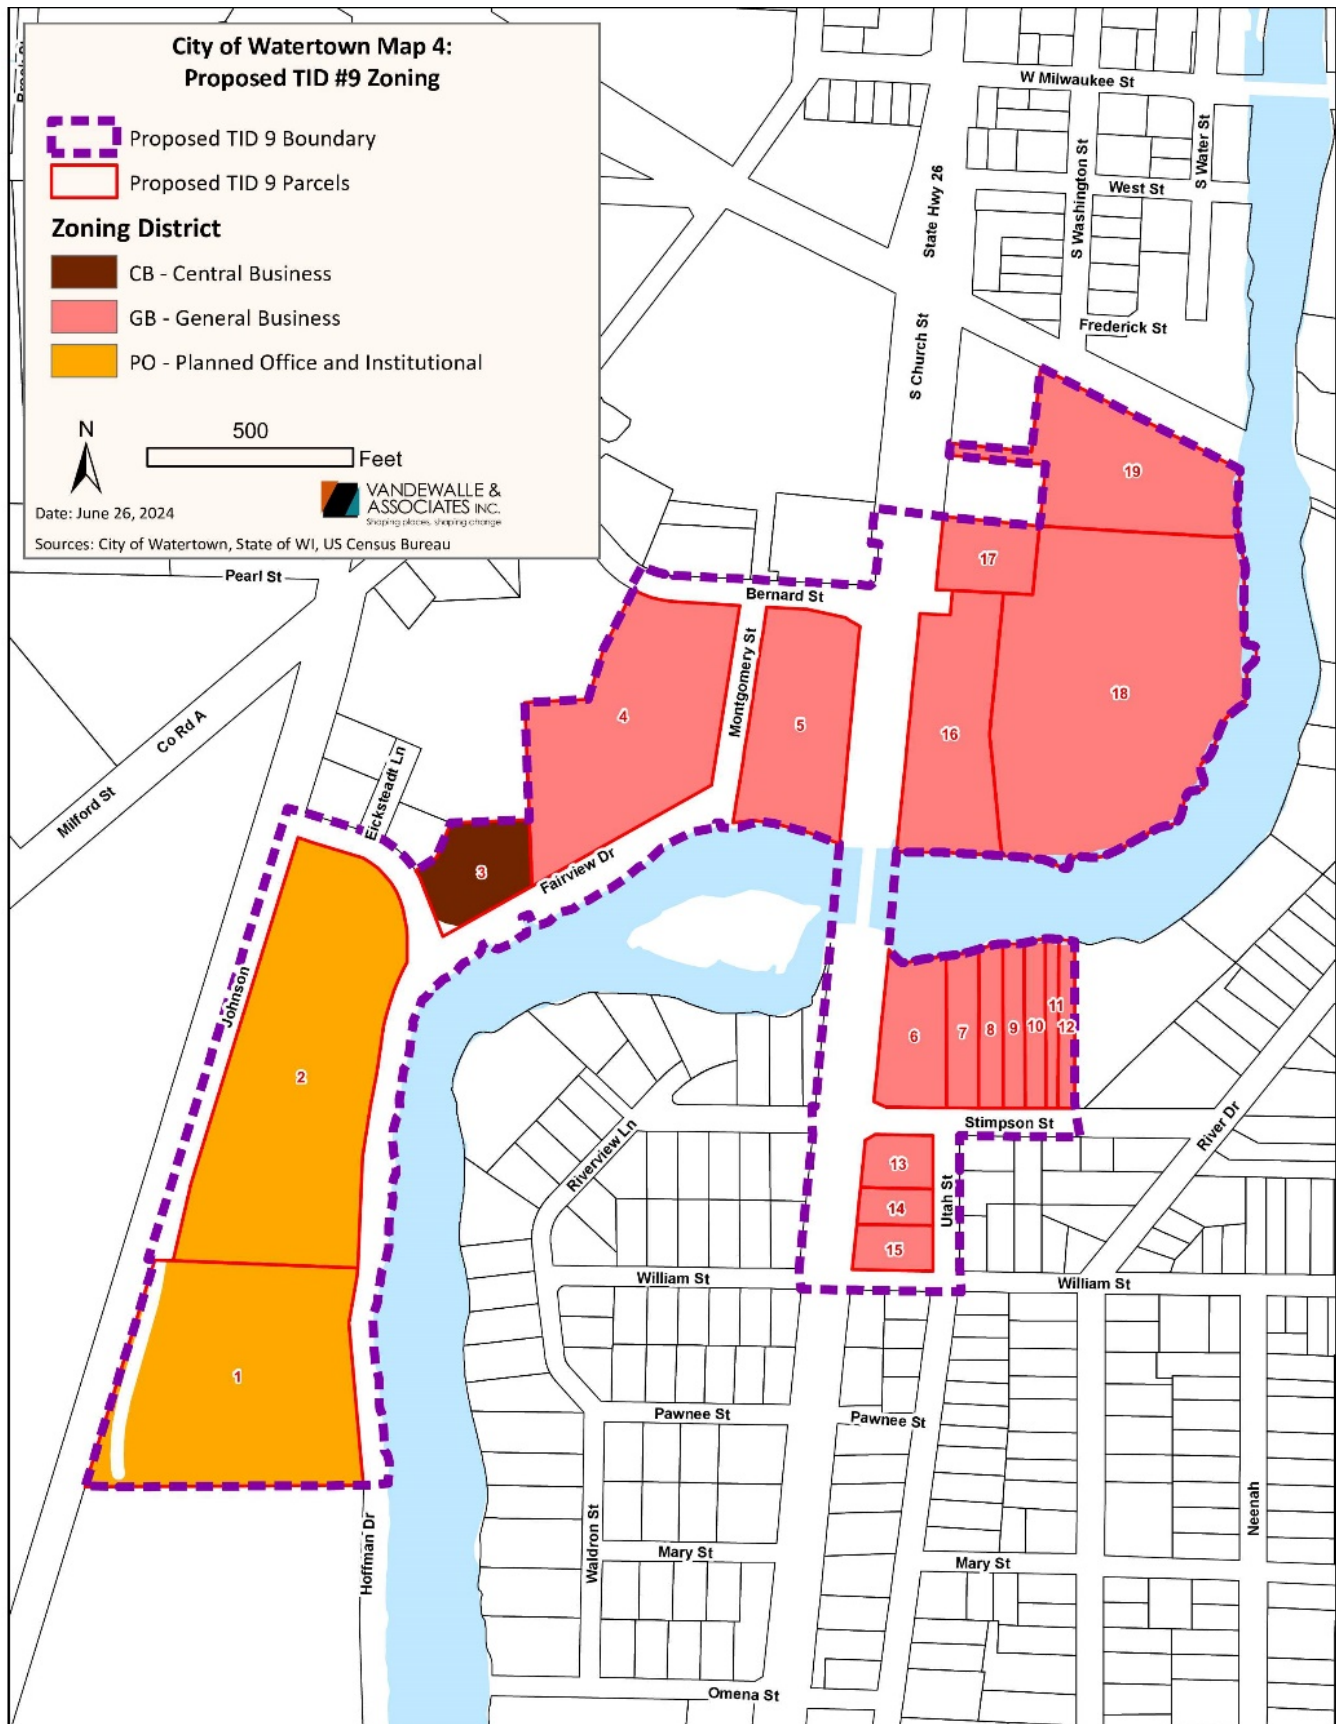 City of Watertown Map 4:
Proposed TID #9 Zoning
Proposed TID 9 Boundary
Proposed TID 9 Parcels
Zoning District
CB - Central Business
GB - General Business
PO - Planned Office and Institutional
N
500
Feet
VANDEWALLE &
ASSOCIATES INC.
Shaping places, shaping change
Date: June 26, 2024
Sources: City of Watertown, State of WI, US Census Bureau
W Milwaukee St
S Water St
S Washington St
West St
State Hwy 26
Frederick St
S Church St
19
17
Pearl St
Bernard St
Montgomery St
18
4
5
16
Co Rd A
Eicksteadt Ln
Milford St
3
Fairview Dr
Johnson
11
6
7
8
9
10
12
2
Stimpson St
River Dr
Riverview Ln
13
Utah St
14
15
William St
William St
1
Pawnee St
Pawnee St
Neenah
Waldron St
Hoffman Dr
Mary St
Mary St
Omena St